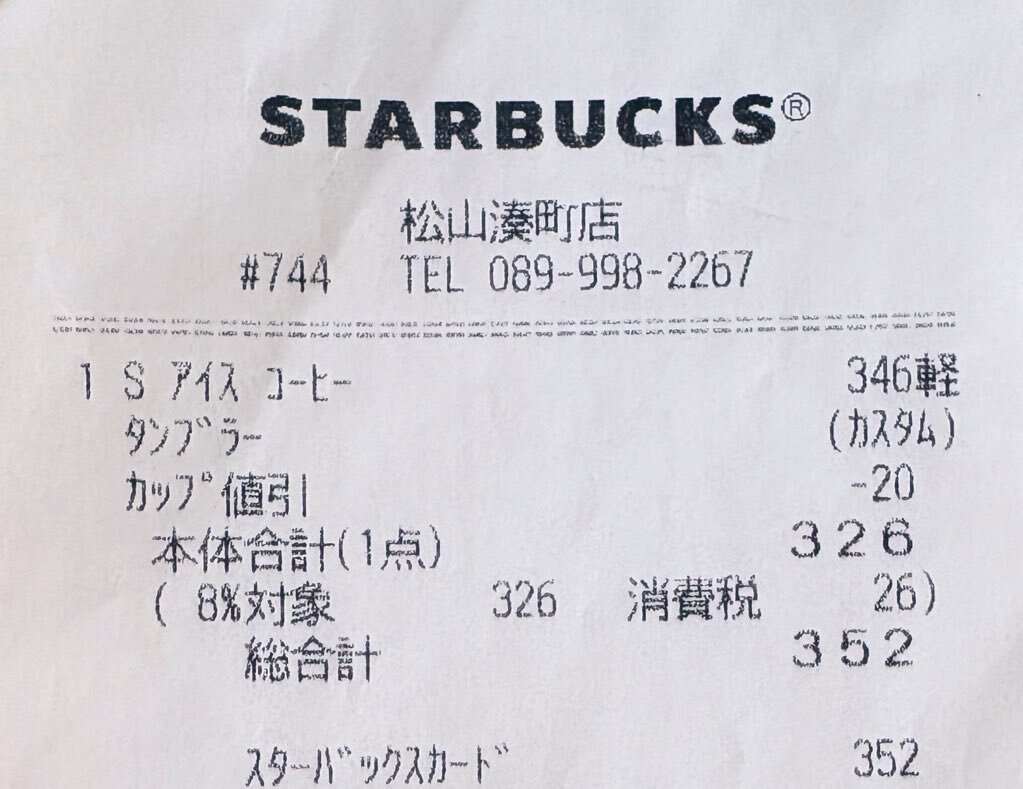 STARBUCKS®
松山湊町店
#744 TEL 089-998-2267
1 S アイス コーヒー 346軽
タンブラー (カスタム)
カップ値引 -20
本体合計(1点) 326
( 8%対象 326 消費税 26)
総合計 352
スターバックスカード 352